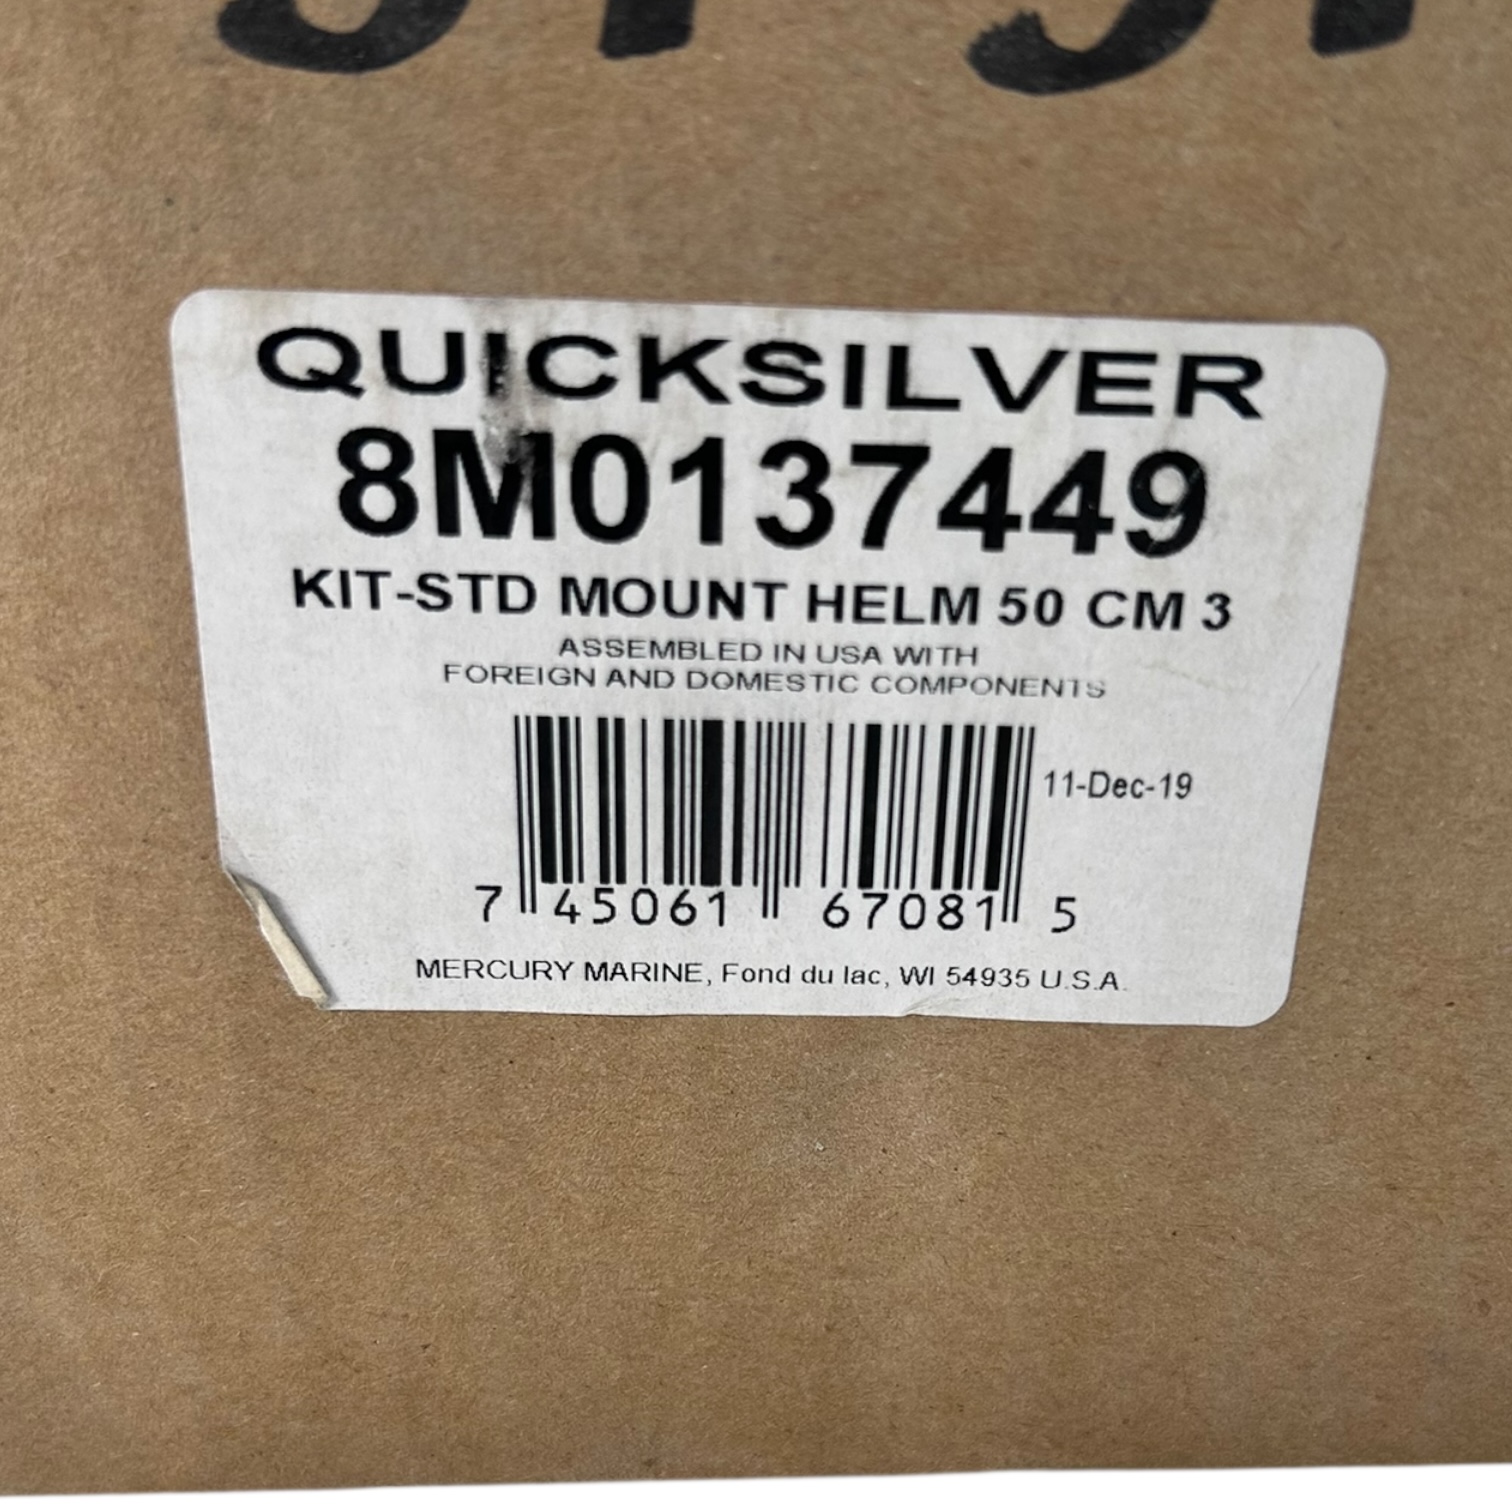 QUICKSILVER
8M0137449
KIT-STD MOUNT HELM 50 CM 3
ASSEMBLED IN USA WITH
FOREIGN AND DOMESTIC COMPONENTS
11-Dec-19
7 45061 67081 5
MERCURY MARINE, Fond du lac, WI 54935 U.S.A.